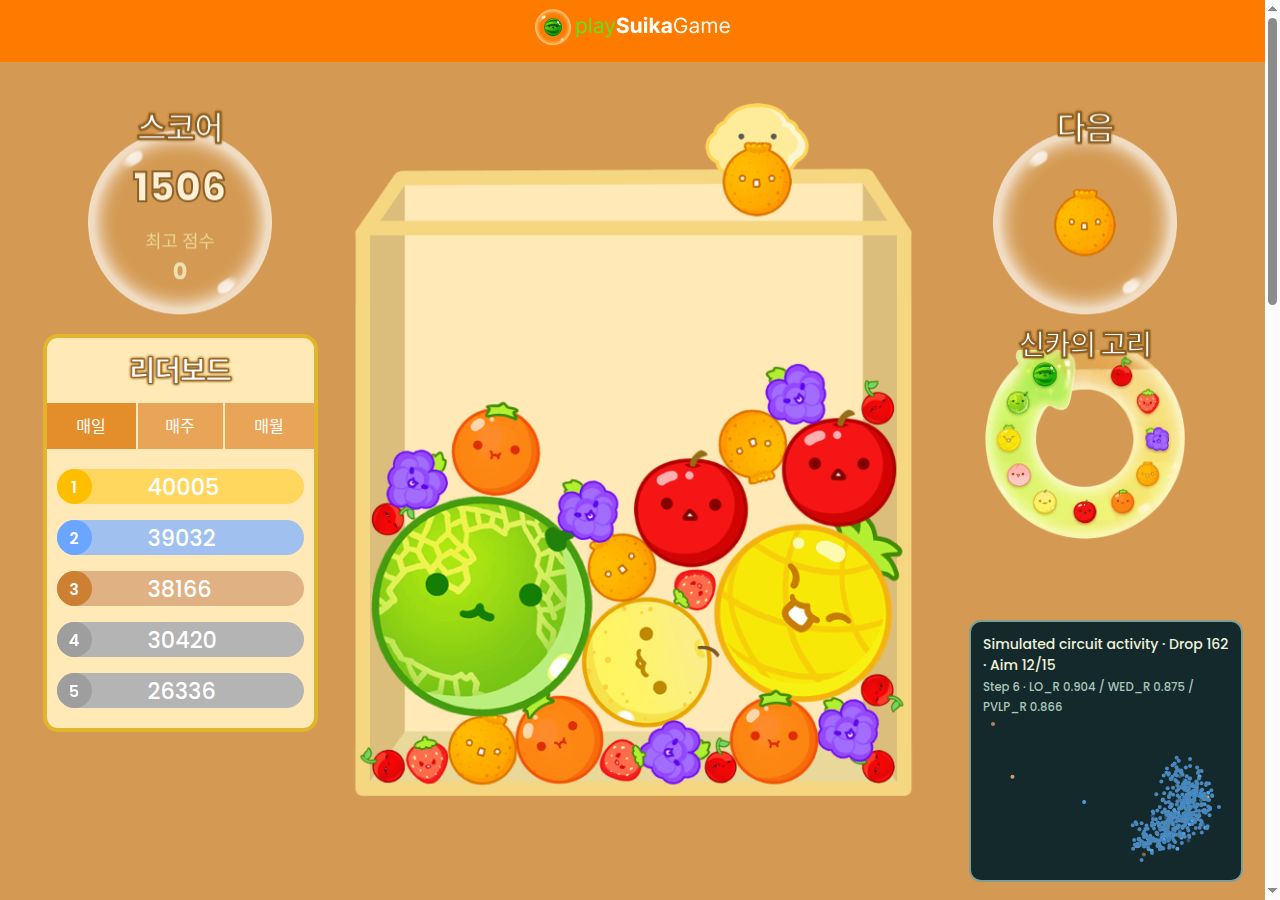 playSuikaGame
스코어
1506
최고 점수
0
리더보드
매일 매주 매월
1 40005
2 39032
3 38166
4 30420
5 26336
다음
신카의 고리
Simulated circuit activity · Drop 162
· Aim 12/15
Step 6 · LO_R 0.904 / WED_R 0.875 /
PVLP_R 0.866